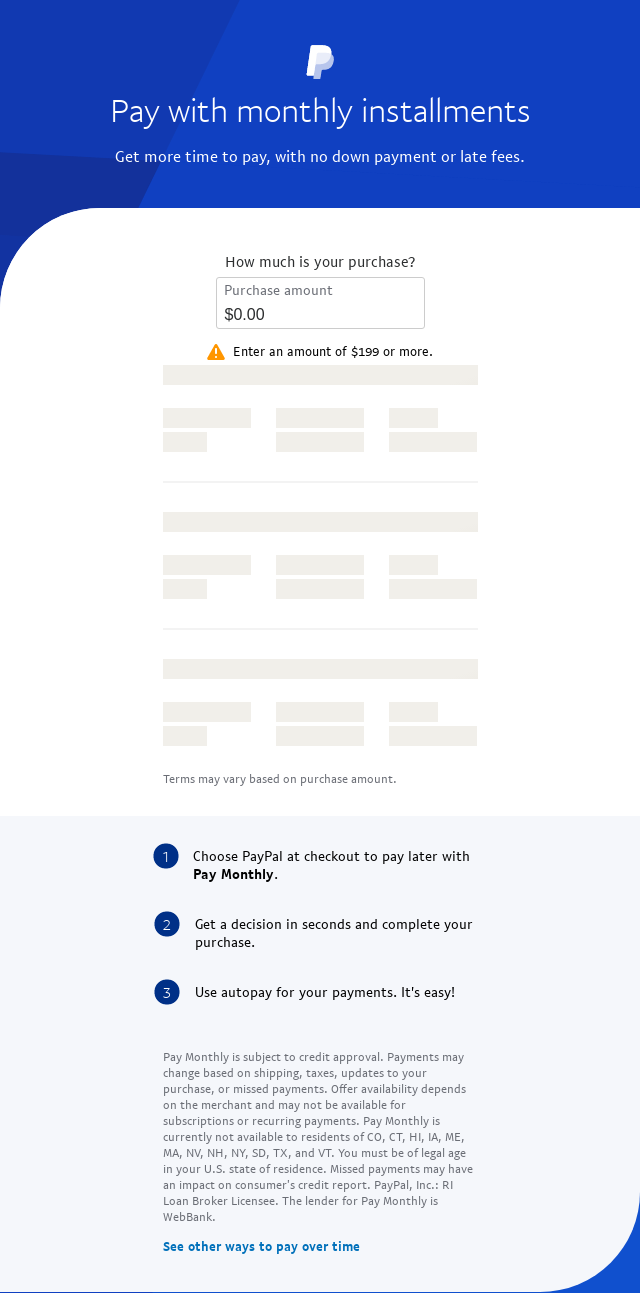 Pay with monthly installments
Get more time to pay, with no down payment or late fees.
How much is your purchase?
Purchase amount
$0.00
Enter an amount of $199 or more.
Terms may vary based on purchase amount.
1
Choose PayPal at checkout to pay later with
Pay Monthly.
2
Get a decision in seconds and complete your
purchase.
3
Use autopay for your payments. It's easy!
Pay Monthly is subject to credit approval. Payments may
change based on shipping, taxes, updates to your
purchase, or missed payments. Offer availability depends
on the merchant and may not be available for
subscriptions or recurring payments. Pay Monthly is
currently not available to residents of CO, CT, HI, IA, ME,
MA, NV, NH, NY, SD, TX, and VT. You must be of legal age
in your U.S. state of residence. Missed payments may have
an impact on consumer's credit report. PayPal, Inc.: RI
Loan Broker Licensee. The lender for Pay Monthly is
WebBank.
See other ways to pay over time